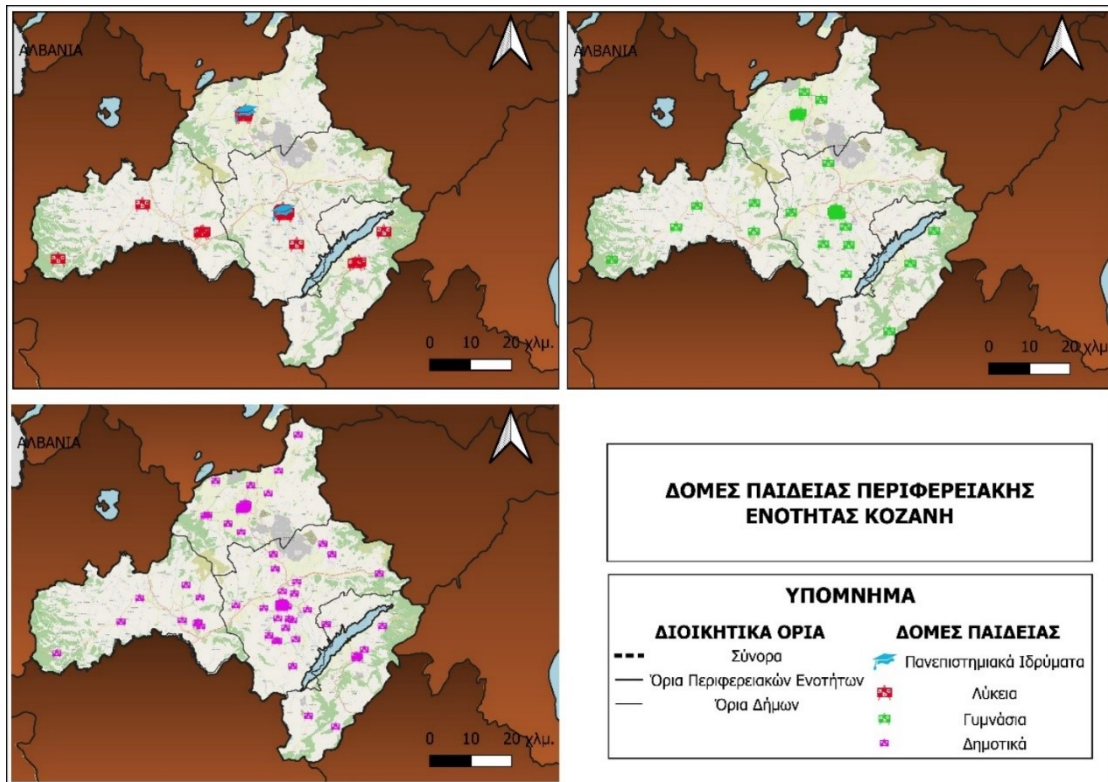 ΑΛΒΑΝΙΑ
0 10 20 χλμ.
ΑΛΒΑΝΙΑ
0 10 20 χλμ.
ΑΛΒΑΝΙΑ
0 10 20 χλμ.
ΔΟΜΕΣ ΠΑΙΔΕΙΑΣ ΠΕΡΙΦΕΡΕΙΑΚΗΣ
ΕΝΟΤΗΤΑΣ ΚΟΖΑΝΗ
ΥΠΟΜΝΗΜΑ
ΔΙΟΙΚΗΤΙΚΑ ΟΡΙΑ
Σύνορα
Όρια Περιφερειακών Ενοτήτων
Όρια Δήμων
ΔΟΜΕΣ ΠΑΙΔΕΙΑΣ
Πανεπιστημιακά Ιδρύματα
Λύκεια
Γυμνάσια
Δημοτικά